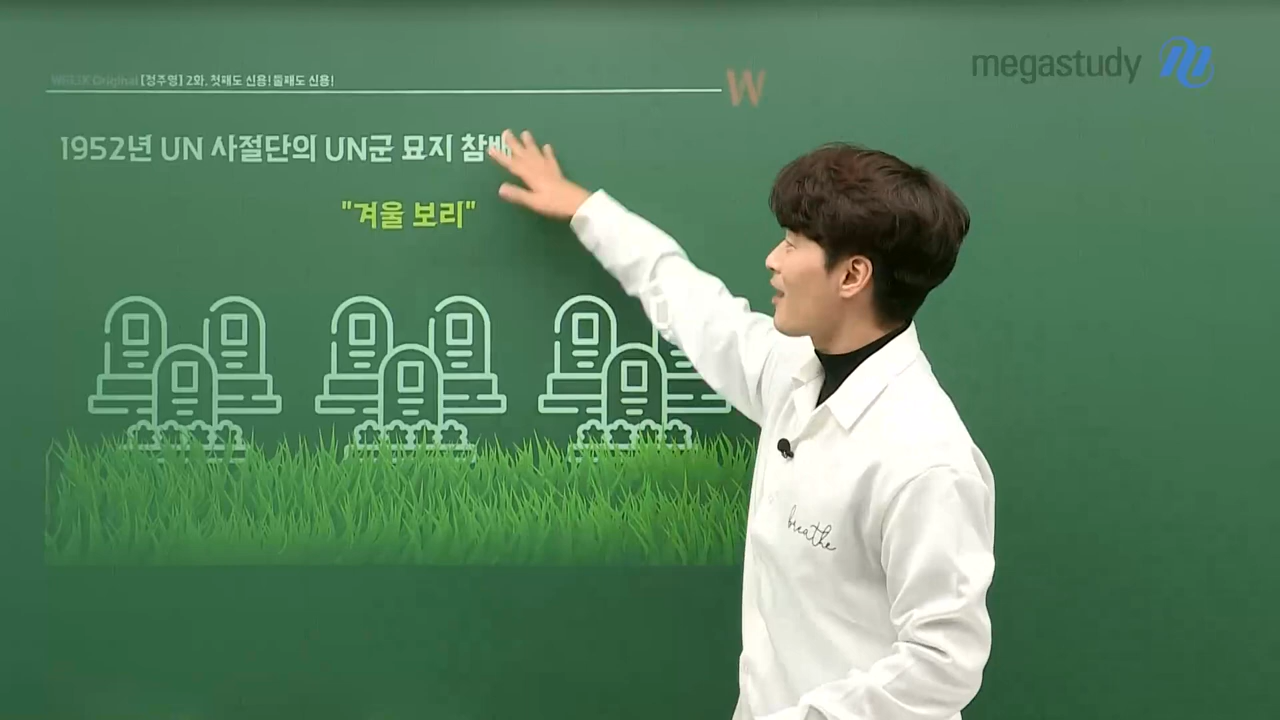 WEEEK Original [정주영] 2화. 첫째도 신용! 둘째도 신용!
W
megastudy
1952년 UN 사절단의 UN군 묘지 참배
"겨울 보리"
breathe